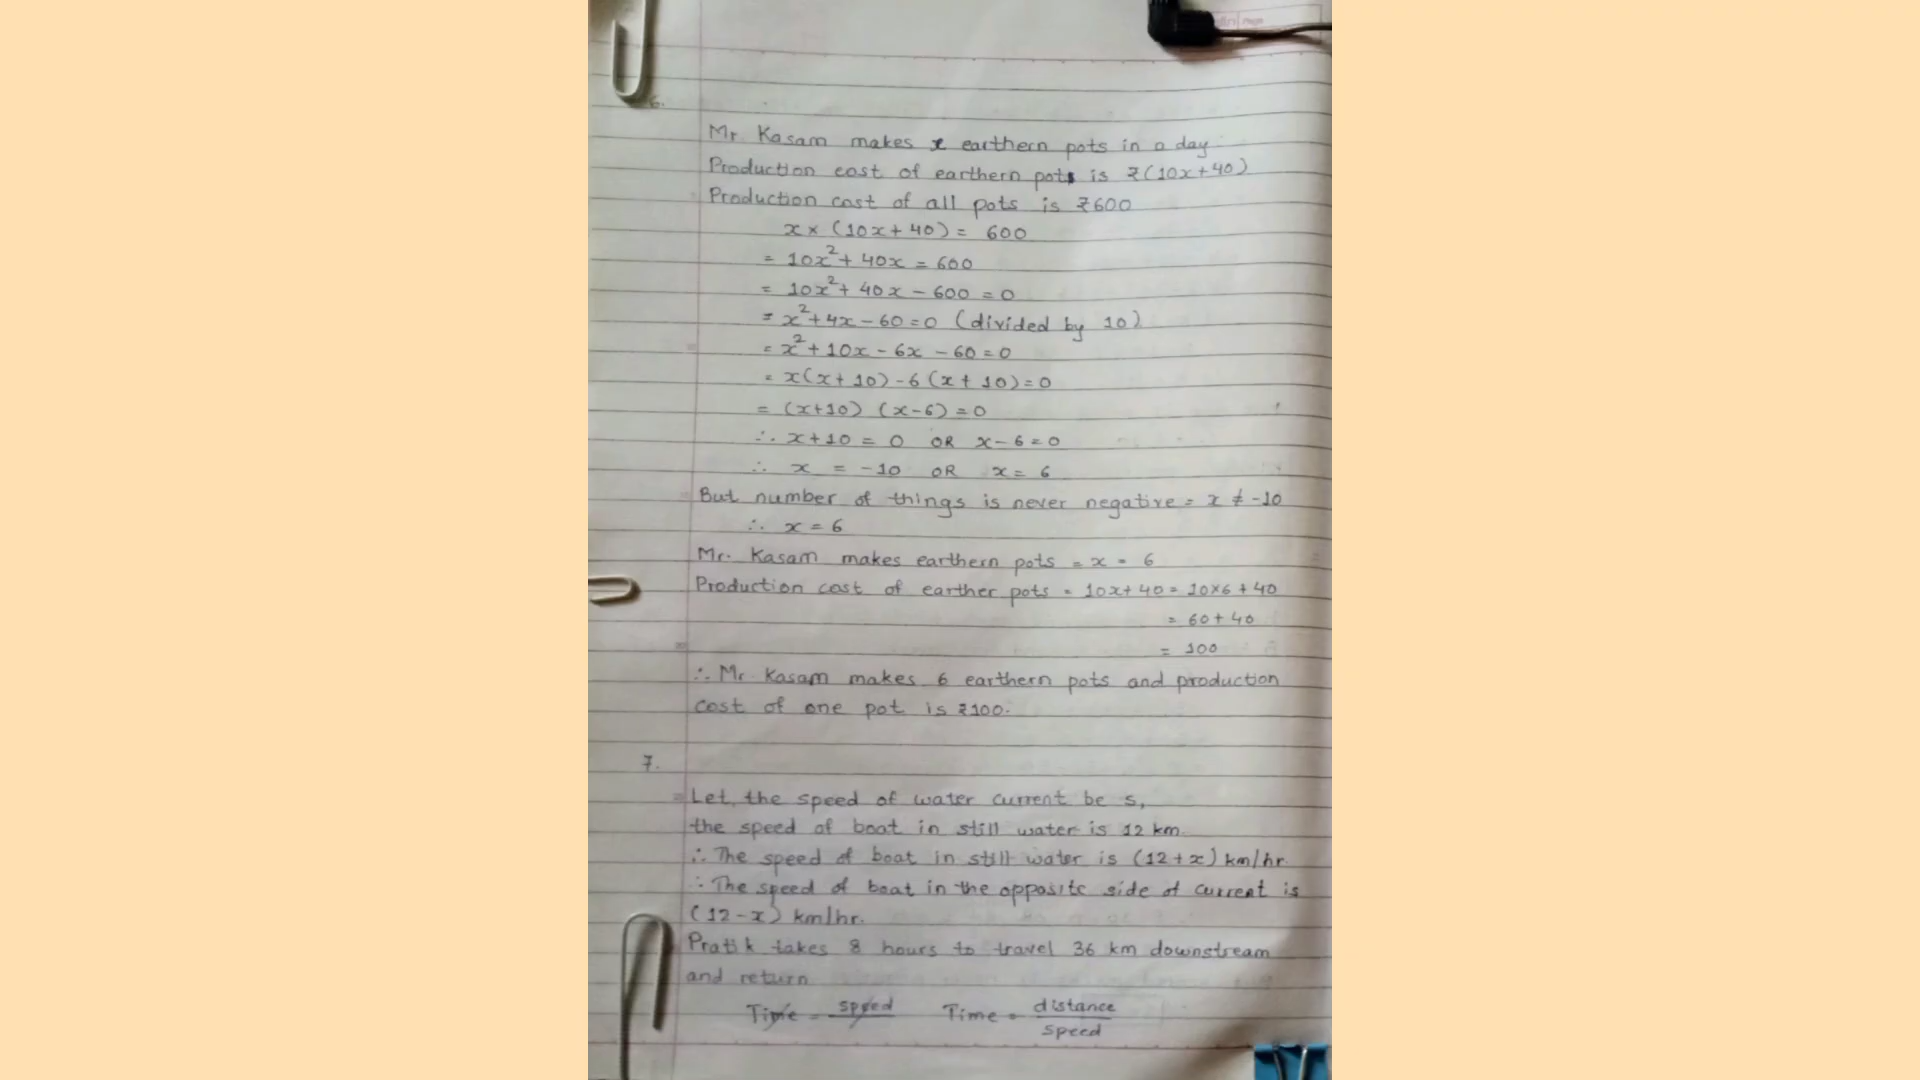 6.
Mr. Kasam makes x earthern pots in a day
Production cost of earthern pots is ₹(10x+40)
Production cost of all pots is ₹600
x × (10x+40) = 600
= 10x² + 40x = 600
= 10x² + 40x - 600 = 0
= x² + 4x - 60 = 0 (divided by 10)
= x² + 10x - 6x - 60 = 0
= x(x+10) - 6(x+10) = 0
= (x+10) (x-6) = 0
∴ x+10 = 0 OR x-6 = 0
∴ x = -10 OR x = 6
But number of things is never negative = x ≠ -10
∴ x = 6
Mr. Kasam makes earthern pots = x = 6
Production cost of earther pots = 10x+40 = 10×6+40
= 60+40
= 100
∴ Mr. Kasam makes 6 earthern pots and production
cost of one pot is ₹100.
7.
= Let, the speed of water current be s,
the speed of boat in still water is 12 km.
∴ The speed of boat in still water is (12+x) km/hr.
∴ The speed of boat in the opposite side of current is
(12-x) km/hr.
Pratik takes 8 hours to travel 36 km downstream
and return
Time = speed Time = distance
speed